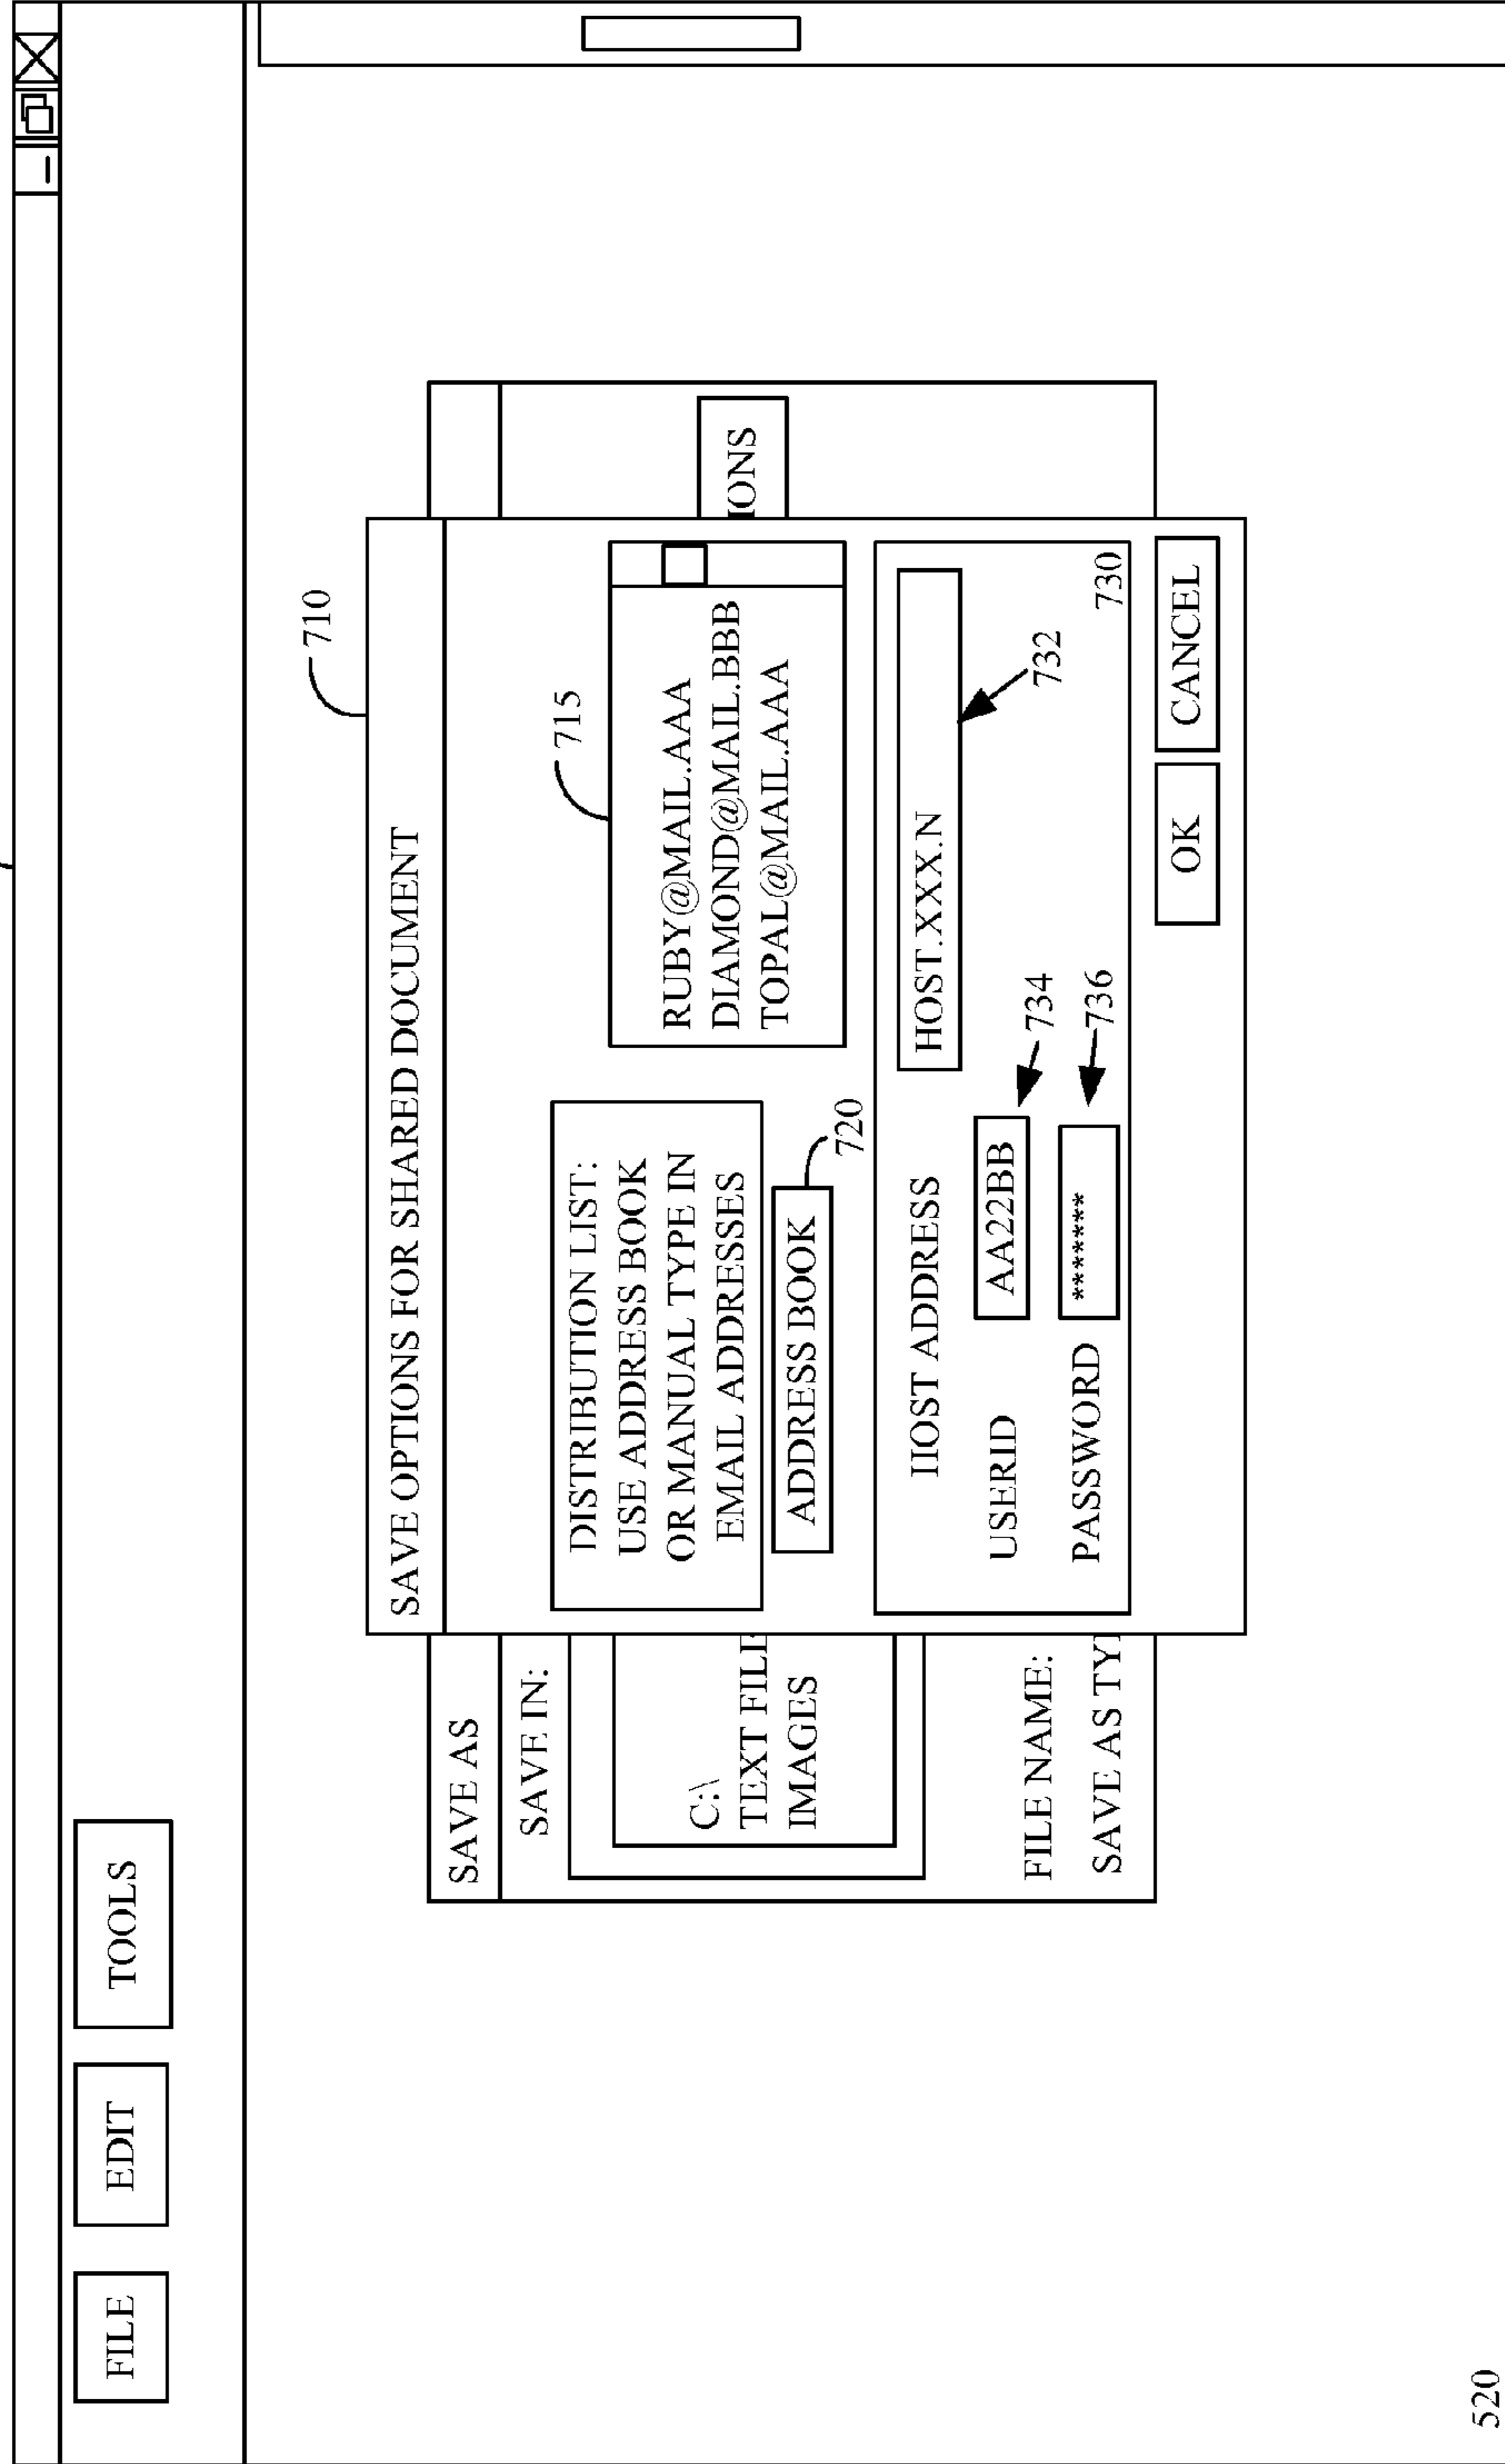 FILE
EDIT
TOOLS
710
SAVE OPTIONS FOR SHARED DOCUMENT
SAVE AS
SAVE IN:
C:\
TEXT FILE
IMAGES
FILE NAME:
SAVE AS TY
IONS
DISTRIBUTION LIST:
USE ADDRESS BOOK
OR MANUAL TYPE IN
EMAIL ADDRESSES
ADDRESS BOOK
720
715
RUBY@MAIL.AAA
DIAMOND@MAIL.BBB
TOPAL@MAIL.AAA
HOST ADDRESS
HOST.XXX.N
732
USERID
AA22BB
734
PASSWORD
*******
736
730
OK
CANCEL
520